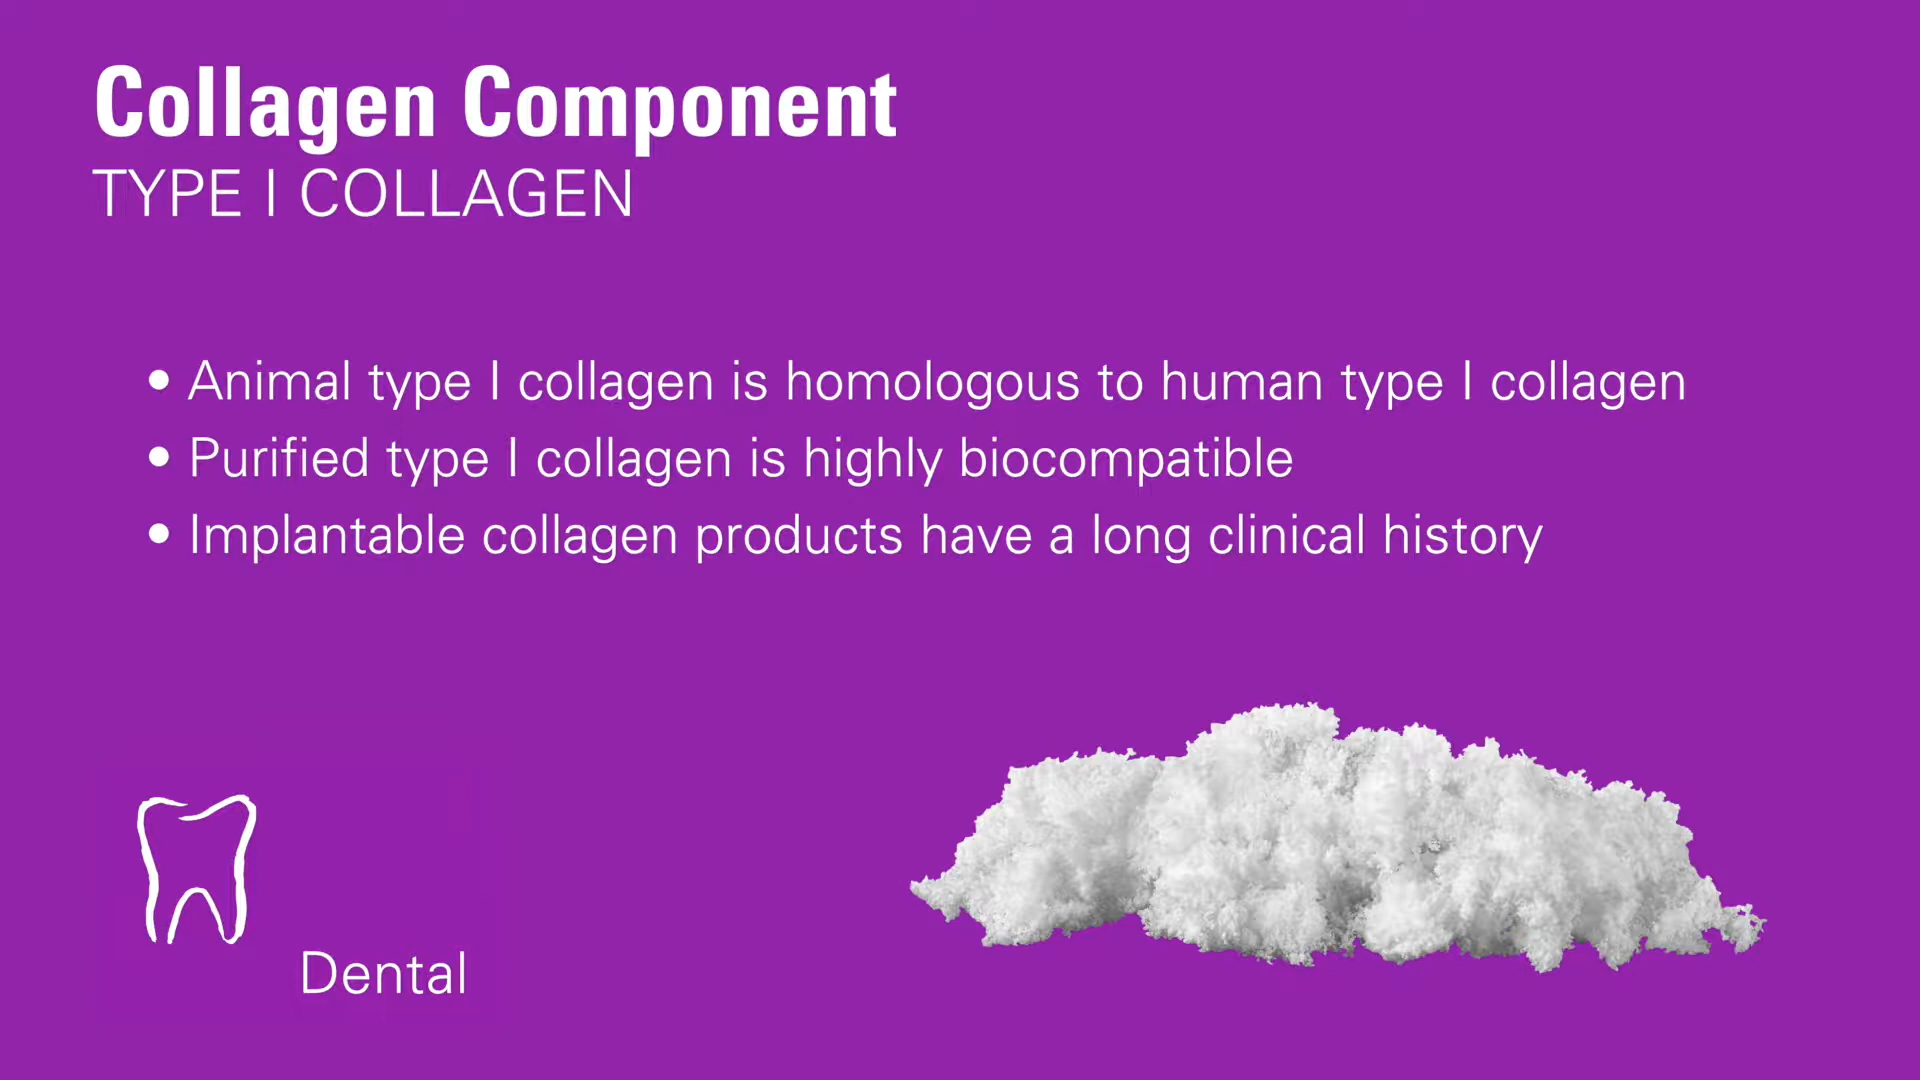 Collagen Component
TYPE I COLLAGEN
• Animal type I collagen is homologous to human type I collagen
• Purified type I collagen is highly biocompatible
• Implantable collagen products have a long clinical history
Dental